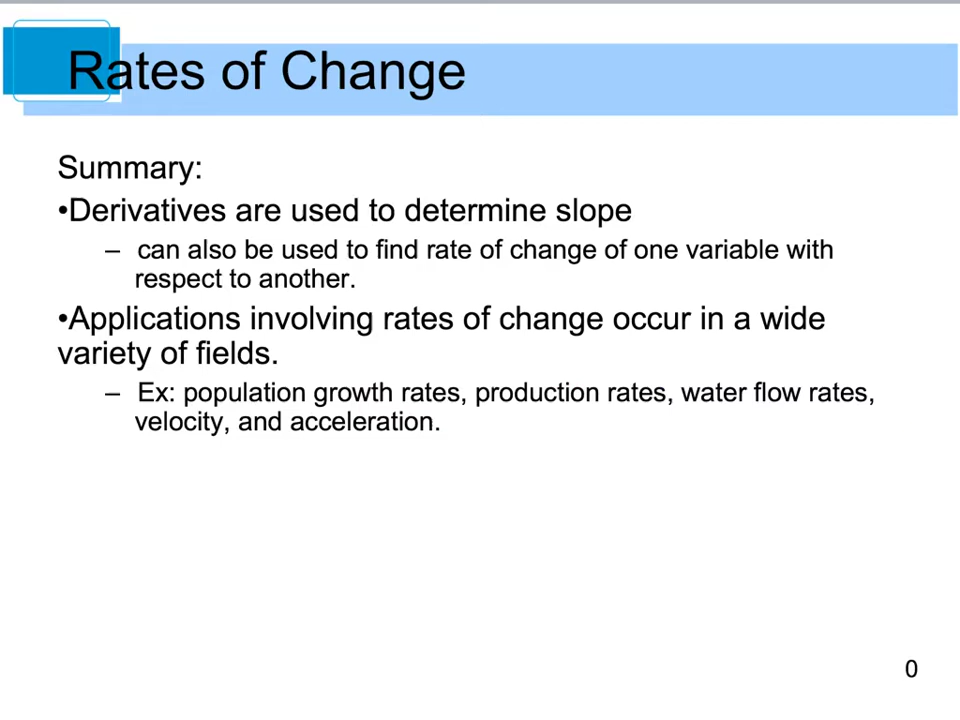 Rates of Change
Summary:
•Derivatives are used to determine slope
– can also be used to find rate of change of one variable with
respect to another.
•Applications involving rates of change occur in a wide
variety of fields.
– Ex: population growth rates, production rates, water flow rates,
velocity, and acceleration.
0